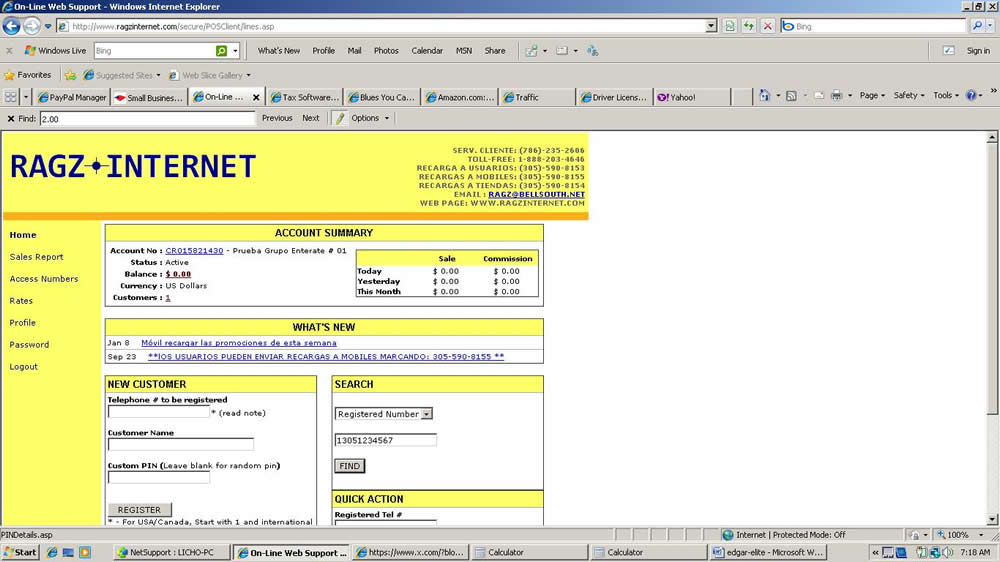 On-Line Web Support - Windows Internet Explorer
http://www.ragzinternet.com/secure/POSClient/lines.asp
Bing
Windows Live
Bing
What's New
Profile
Mail
Photos
Calendar
MSN
Share
Sign in
Favorites
Suggested Sites
Web Slice Gallery
PayPal Manager
Small Business...
On-Line ...
Tax Software...
Blues You Ca...
Amazon.com:...
Traffic
Driver Licens...
Yahoo!
Page
Safety
Tools
Find: 2.00
Previous
Next
Options
RAGZ INTERNET
SERV. CLIENTE: (786)-235-2606
TOLL-FREE: 1-888-203-4646
RECARGA A USUARIOS: (305)-590-8153
RECARGAS A MOBILES: (305)-590-8155
RECARGAS A TIENDAS: (305)-590-8154
EMAIL : RAGZ@BELLSOUTH.NET
WEB PAGE: WWW.RAGZINTERNET.COM
Home
Sales Report
Access Numbers
Rates
Profile
Password
Logout
ACCOUNT SUMMARY
Account No : CR015821430 - Prueba Grupo Enterate # 01
Status : Active
Balance : $ 0.00
Currency : US Dollars
Customers : 1
Sale Commission
Today $ 0.00 $ 0.00
Yesterday $ 0.00 $ 0.00
This Month $ 0.00 $ 0.00
WHAT'S NEW
Jan 8 Móvil recargar las promociones de esta semana
Sep 23 **lOS USUARIOS PUEDEN ENVIAR RECARGAS A MOBILES MARCANDO: 305-590-8155 **
NEW CUSTOMER
Telephone # to be registered
* (read note)
Customer Name
Custom PIN (Leave blank for random pin)
REGISTER
* - For USA/Canada, Start with 1 and international
SEARCH
Registered Number
13051234567
FIND
QUICK ACTION
Registered Tel #
PINDetails.asp
Internet | Protected Mode: Off
100%
Start
NetSupport : LICHO-PC
On-Line Web Support ...
https://www.x.com/?blo...
Calculator
Calculator
edgar-elite - Microsoft W...
7:18 AM